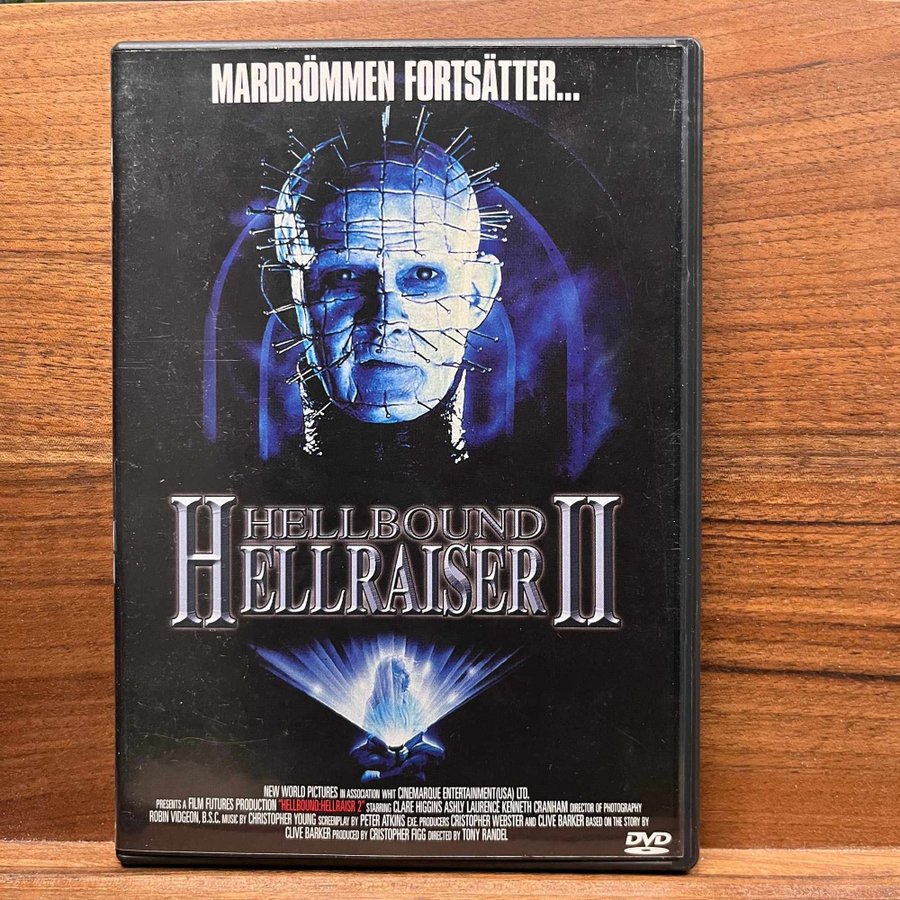 MARDRÖMMEN FORTSÄTTER...
HELLBOUND
HELLRAISER II
NEW WORLD PICTURES IN ASSOCIATION WHIT CINEMARQUE ENTERTAINMENT(USA) LTD.
PRESENTS A FILM FUTURES PRODUCTION "HELLBOUND:HELLRAISR 2" STARRING CLARE HIGGINS ASHLY LAURENCE KENNETH CRANHAM DIRECTOR OF PHOTOGRAPHY
ROBIN VIDGEON, B.S.C. MUSIC BY CHRISTOPHER YOUNG SCREENPLAY BY PETER ATKINS EXE. PRODUCERS CRISTOPHER WEBSTER AND CLIVE BARKER BASED ON THE STORY BY
CLIVE BARKER PRODUCED BY CRISTOPHER FIGG DIRECTED BY TONY RANDEL
DVD